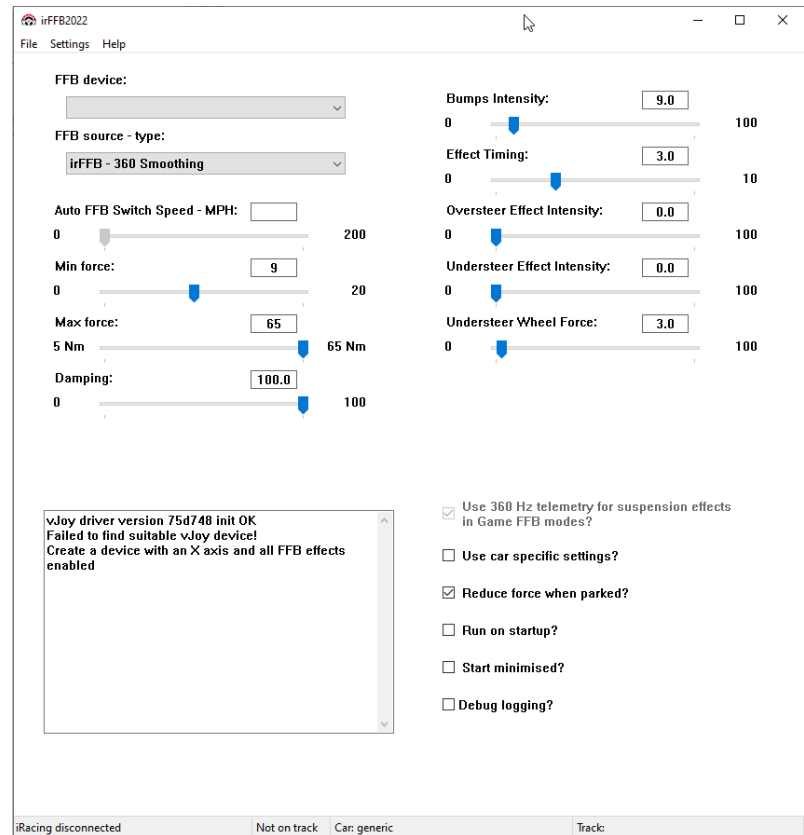 irFFB2022
File Settings Help
FFB device:
FFB source - type:
irFFB - 360 Smoothing
Auto FFB Switch Speed - MPH:
0 200
Min force: 9
0 20
Max force: 65
5 Nm 65 Nm
Damping: 100.0
0 100
Bumps Intensity: 9.0
0 100
Effect Timing: 3.0
0 10
Oversteer Effect Intensity: 0.0
0 100
Understeer Effect Intensity: 0.0
0 100
Understeer Wheel Force: 3.0
0 100
vJoy driver version 75d748 init OK
Failed to find suitable vJoy device!
Create a device with an X axis and all FFB effects
enabled
Use 360 Hz telemetry for suspension effects
in Game FFB modes?
Use car specific settings?
Reduce force when parked?
Run on startup?
Start minimised?
Debug logging?
iRacing disconnected Not on track Car: generic Track: